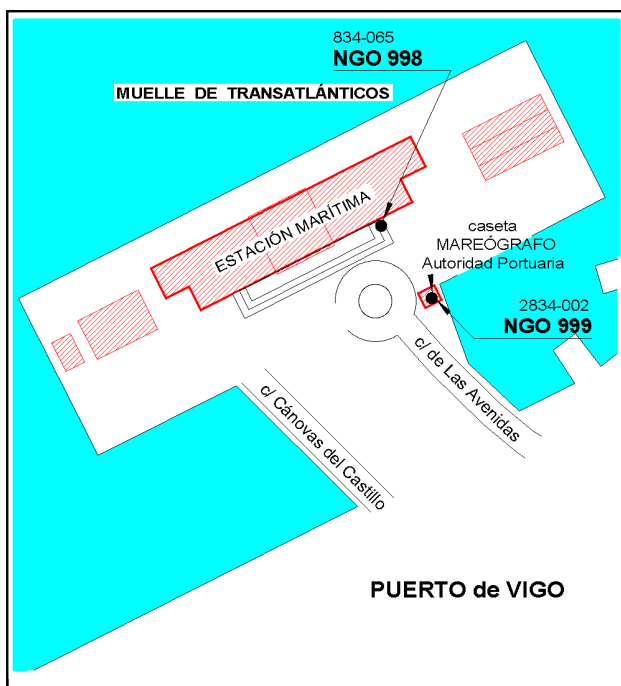 834-065
NGO 998
MUELLE DE TRANSATLÁNTICOS
ESTACIÓN MARÍTIMA
caseta
MAREÓGRAFO
Autoridad Portuaria
2834-002
NGO 999
c/ de Las Avenidas
c/ Cánovas del Castillo
PUERTO de VIGO